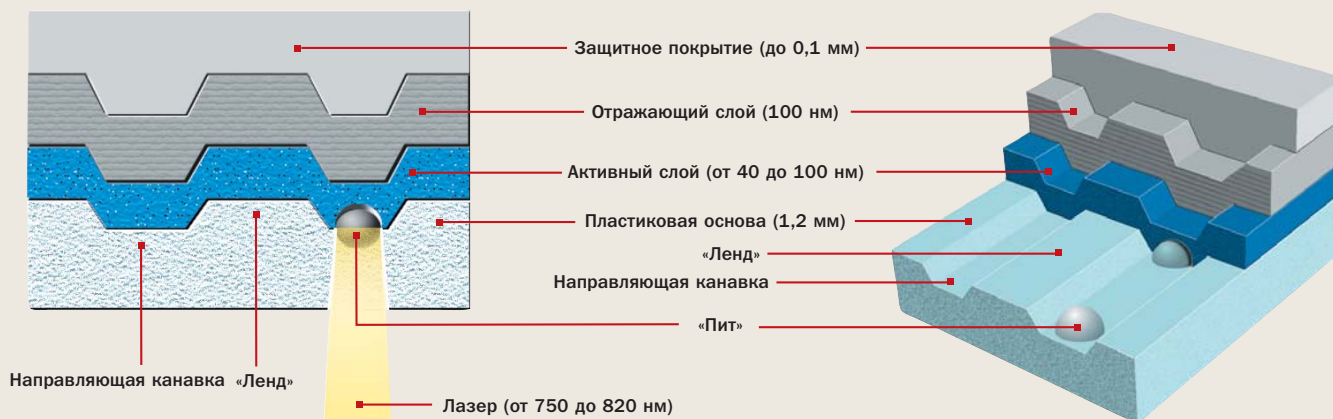 Защитное покрытие (до 0,1 мм)
Отражающий слой (100 нм)
Активный слой (от 40 до 100 нм)
Пластиковая основа (1,2 мм)
«Ленд»
Направляющая канавка
«Пит»
Направляющая канавка «Ленд»
Лазер (от 750 до 820 нм)